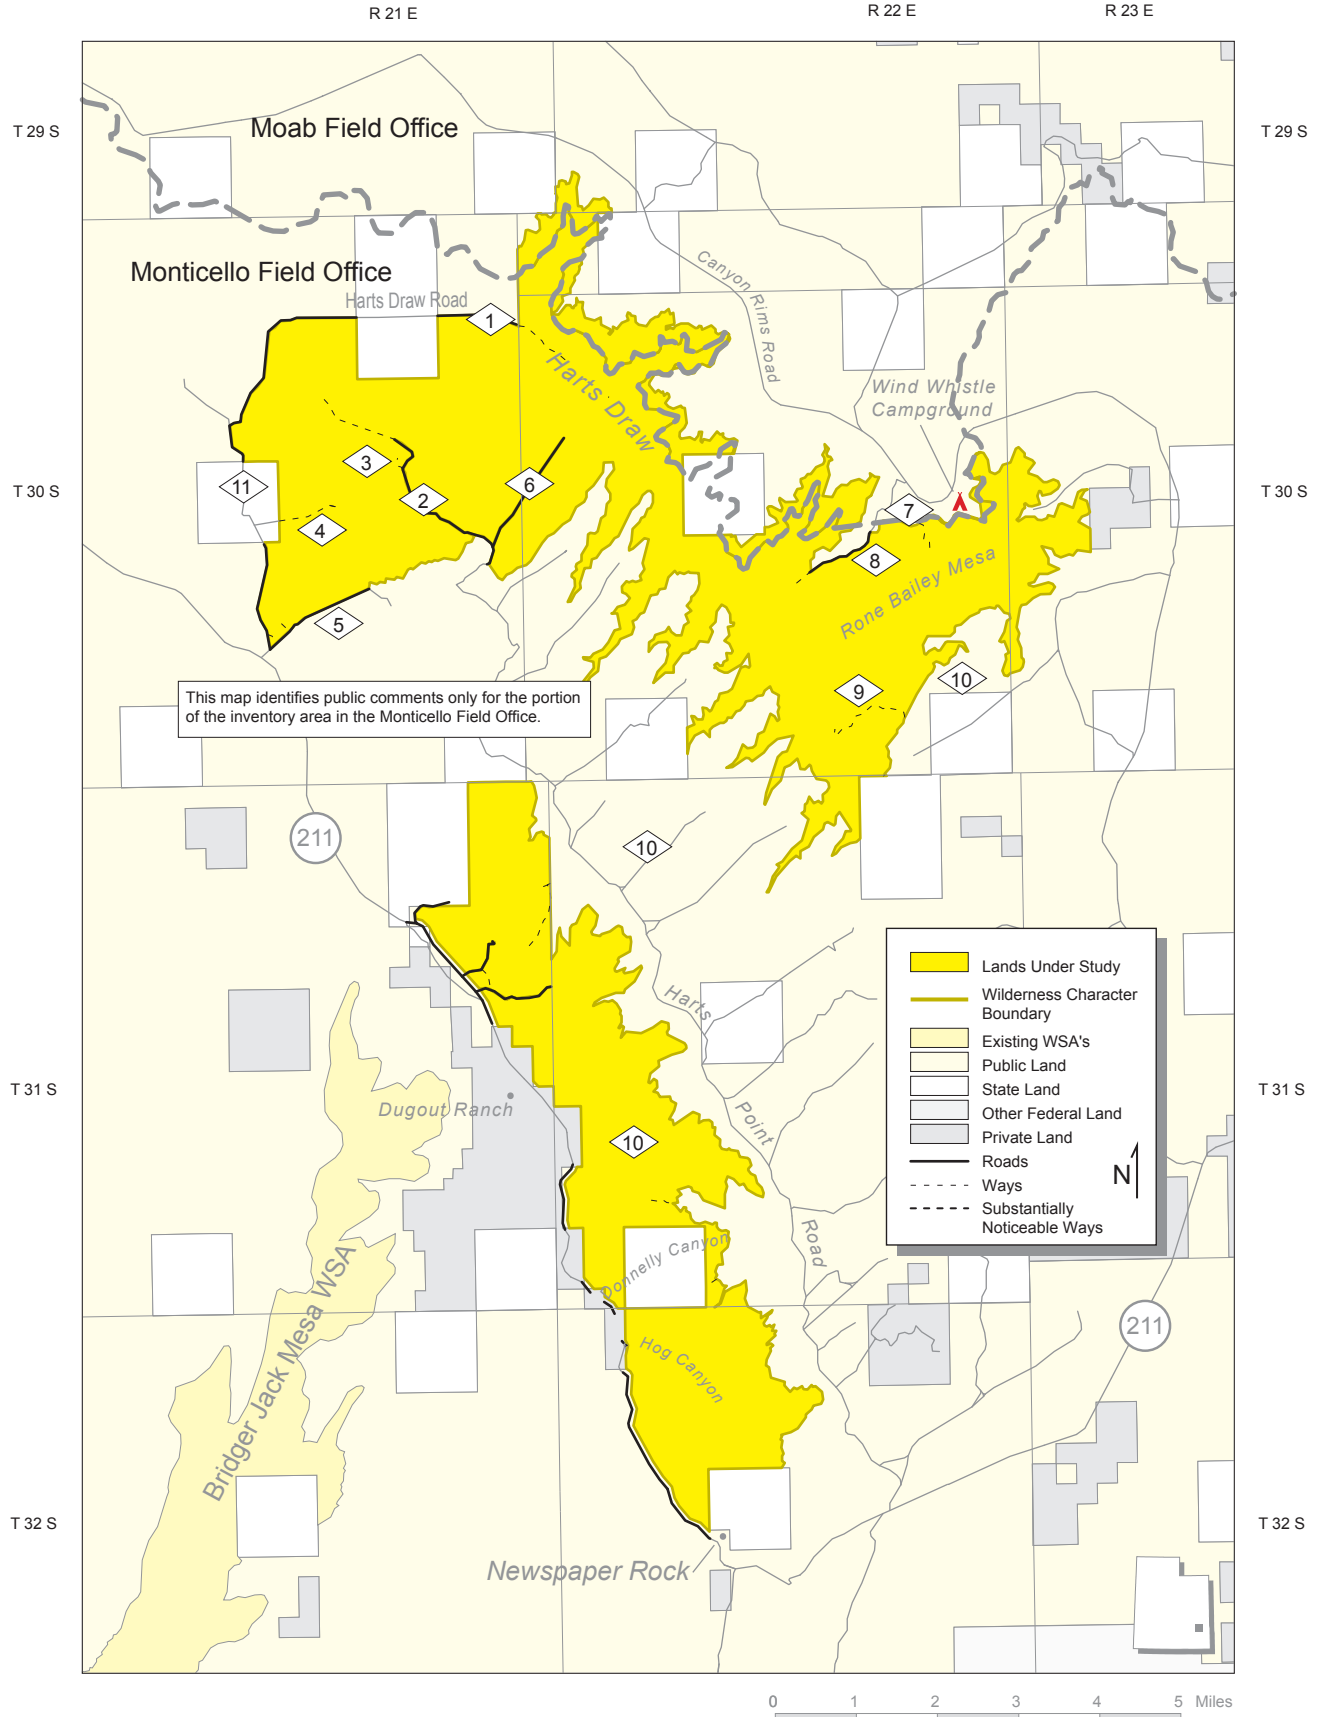 R 21 E
R 22 E
R 23 E
T 29 S
T 29 S
Moab Field Office
Monticello Field Office
Harts Draw Road
1
Canyon Rims Road
Harts Draw
Wind Whistle
Campground
3
11
2
6
T 30 S
T 30 S
7
4
8
Rone Bailey Mesa
5
10
9
This map identifies public comments only for the portion
of the inventory area in the Monticello Field Office.
211
10
Harts
Point
Road
Lands Under Study
Wilderness Character
Boundary
Existing WSA's
Public Land
State Land
Other Federal Land
Private Land
Roads
Ways
Substantially
Noticeable Ways
N
T 31 S
T 31 S
Dugout Ranch
10
Donnelly Canyon
Hog Canyon
211
Bridger Jack Mesa WSA
T 32 S
T 32 S
Newspaper Rock
0 1 2 3 4 5 Miles